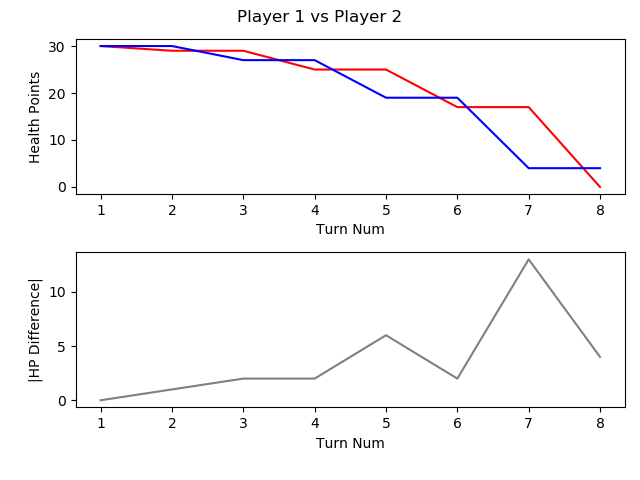 Player 1 vs Player 2
30
20
10
0
Health Points
1 2 3 4 5 6 7 8
Turn Num
10
5
0
|HP Difference|
1 2 3 4 5 6 7 8
Turn Num